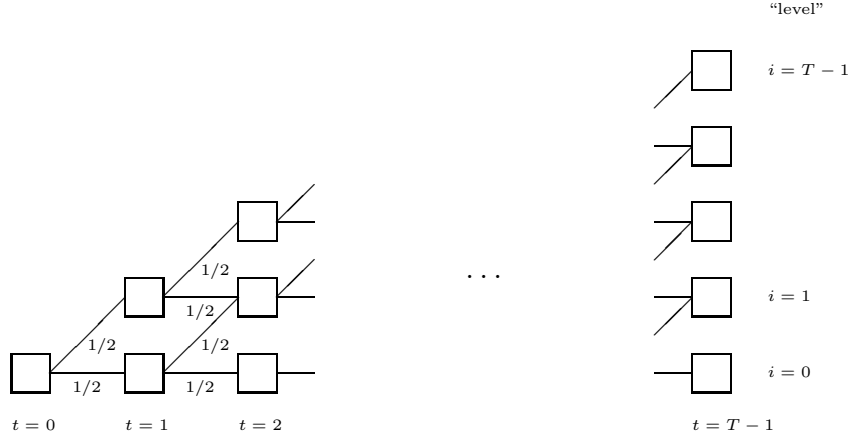 “level”
i = T − 1
1/2
1/2
. . .
i = 1
1/2
1/2
1/2
1/2
i = 0
t = 0
t = 1
t = 2
t = T − 1